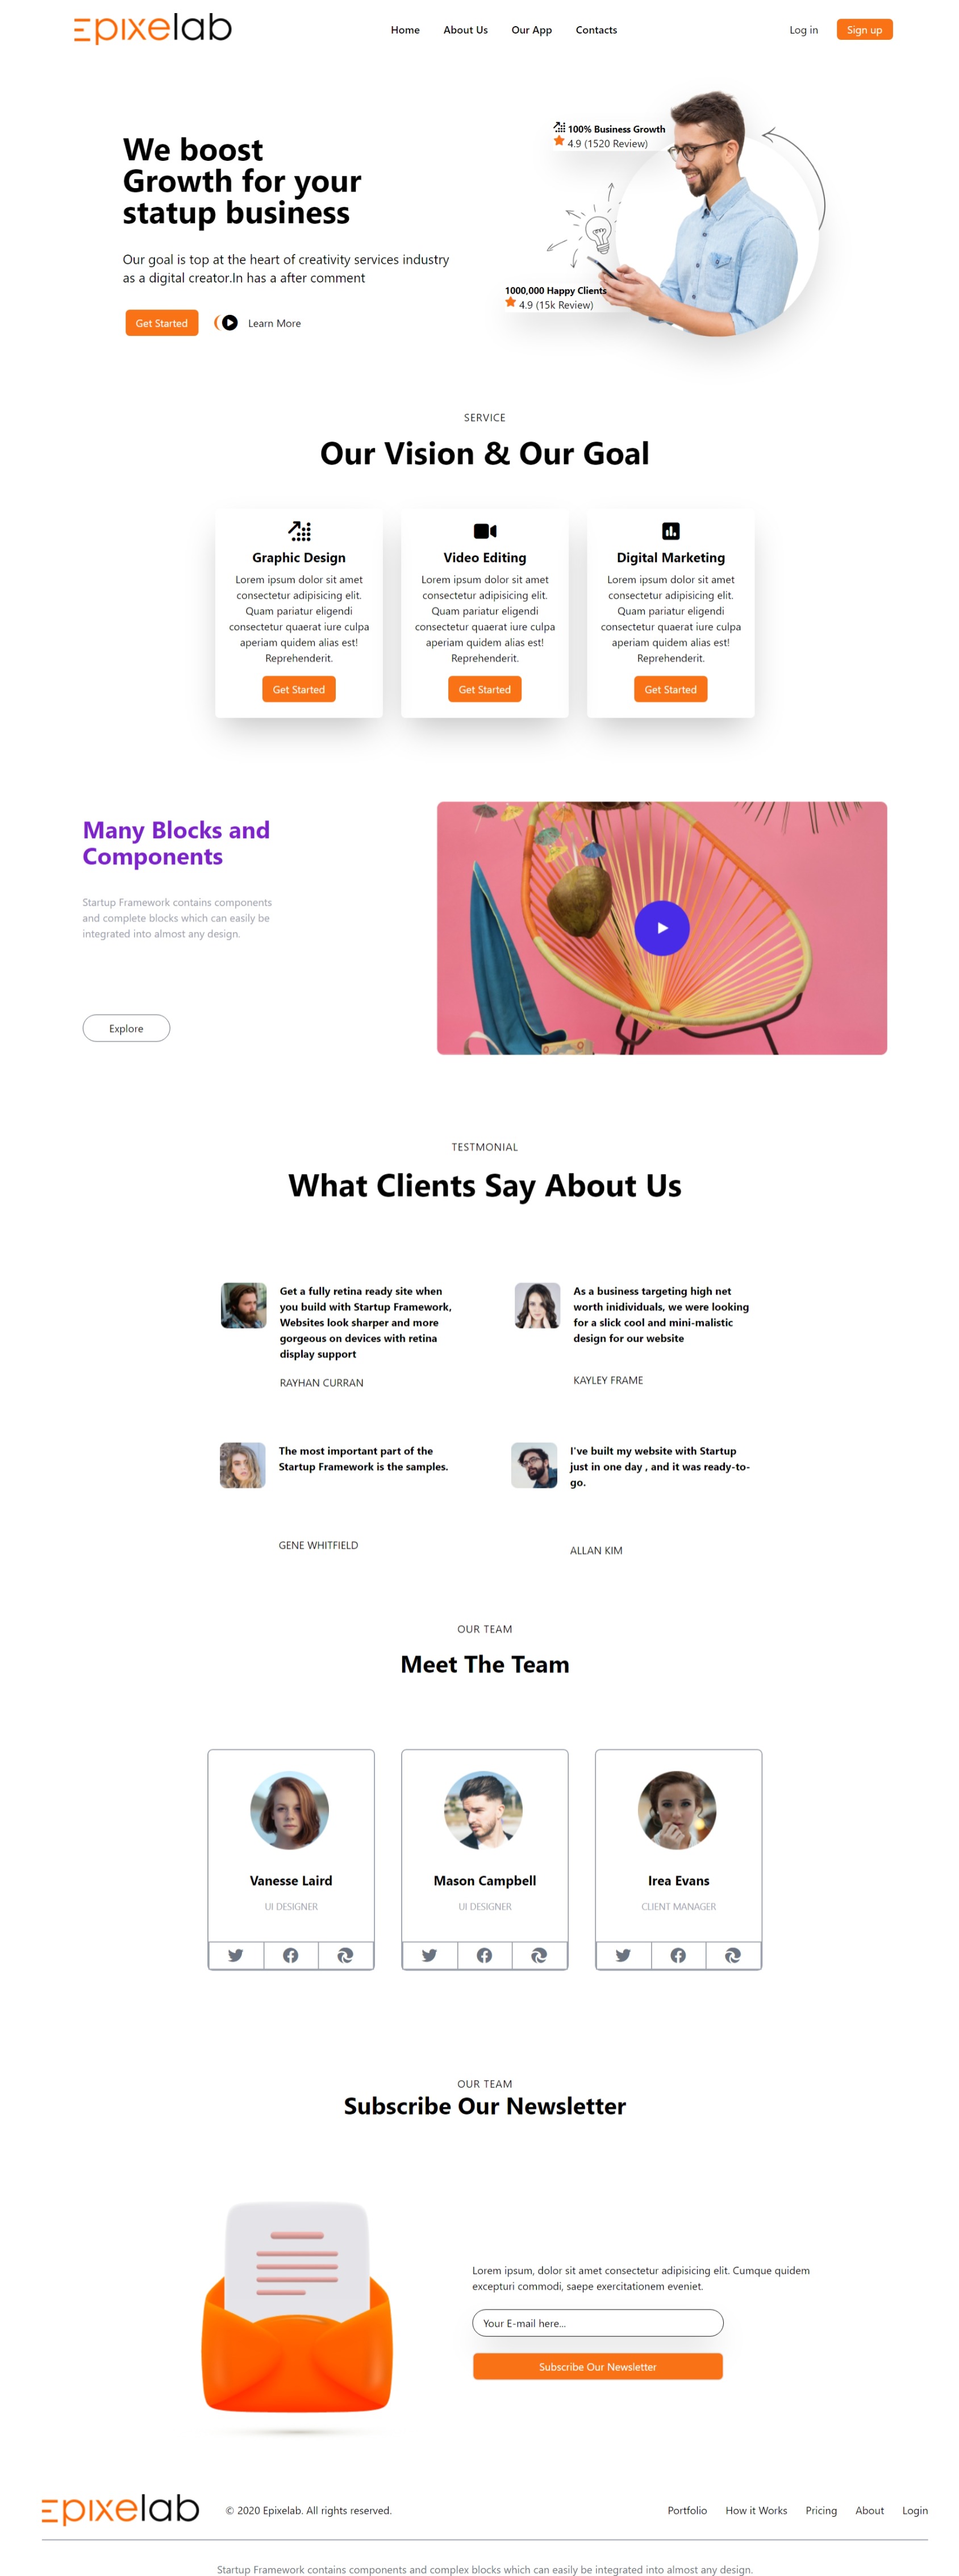 Epixelab
Home About Us Our App Contacts
Log in Sign up
We boost
Growth for your
statup business
Our goal is top at the heart of creativity services industry
as a digital creator.In has a after comment
Get Started Learn More
100% Business Growth
4.9 (1520 Review)
1000,000 Happy Clients
4.9 (15k Review)
SERVICE
Our Vision & Our Goal
Graphic Design
Lorem ipsum dolor sit amet
consectetur adipisicing elit.
Quam pariatur eligendi
consectetur quaerat iure culpa
aperiam quidem alias est!
Reprehenderit.
Get Started
Video Editing
Lorem ipsum dolor sit amet
consectetur adipisicing elit.
Quam pariatur eligendi
consectetur quaerat iure culpa
aperiam quidem alias est!
Reprehenderit.
Get Started
Digital Marketing
Lorem ipsum dolor sit amet
consectetur adipisicing elit.
Quam pariatur eligendi
consectetur quaerat iure culpa
aperiam quidem alias est!
Reprehenderit.
Get Started
Many Blocks and
Components
Startup Framework contains components
and complete blocks which can easily be
integrated into almost any design.
Explore
TESTMONIAL
What Clients Say About Us
Get a fully retina ready site when
you build with Startup Framework,
Websites look sharper and more
gorgeous on devices with retina
display support
RAYHAN CURRAN
As a business targeting high net
worth inidividuals, we were looking
for a slick cool and mini-malistic
design for our website
KAYLEY FRAME
The most important part of the
Startup Framework is the samples.
GENE WHITFIELD
I've built my website with Startup
just in one day , and it was ready-to-
go.
ALLAN KIM
OUR TEAM
Meet The Team
Vanesse Laird
UI DESIGNER
Mason Campbell
UI DESIGNER
Irea Evans
CLIENT MANAGER
OUR TEAM
Subscribe Our Newsletter
Lorem ipsum, dolor sit amet consectetur adipisicing elit. Cumque quidem
excepturi commodi, saepe exercitationem eveniet.
Your E-mail here...
Subscribe Our Newsletter
Epixelab
© 2020 Epixelab. All rights reserved.
Portfolio How it Works Pricing About Login
Startup Framework contains components and complex blocks which can easily be integrated into almost any design.